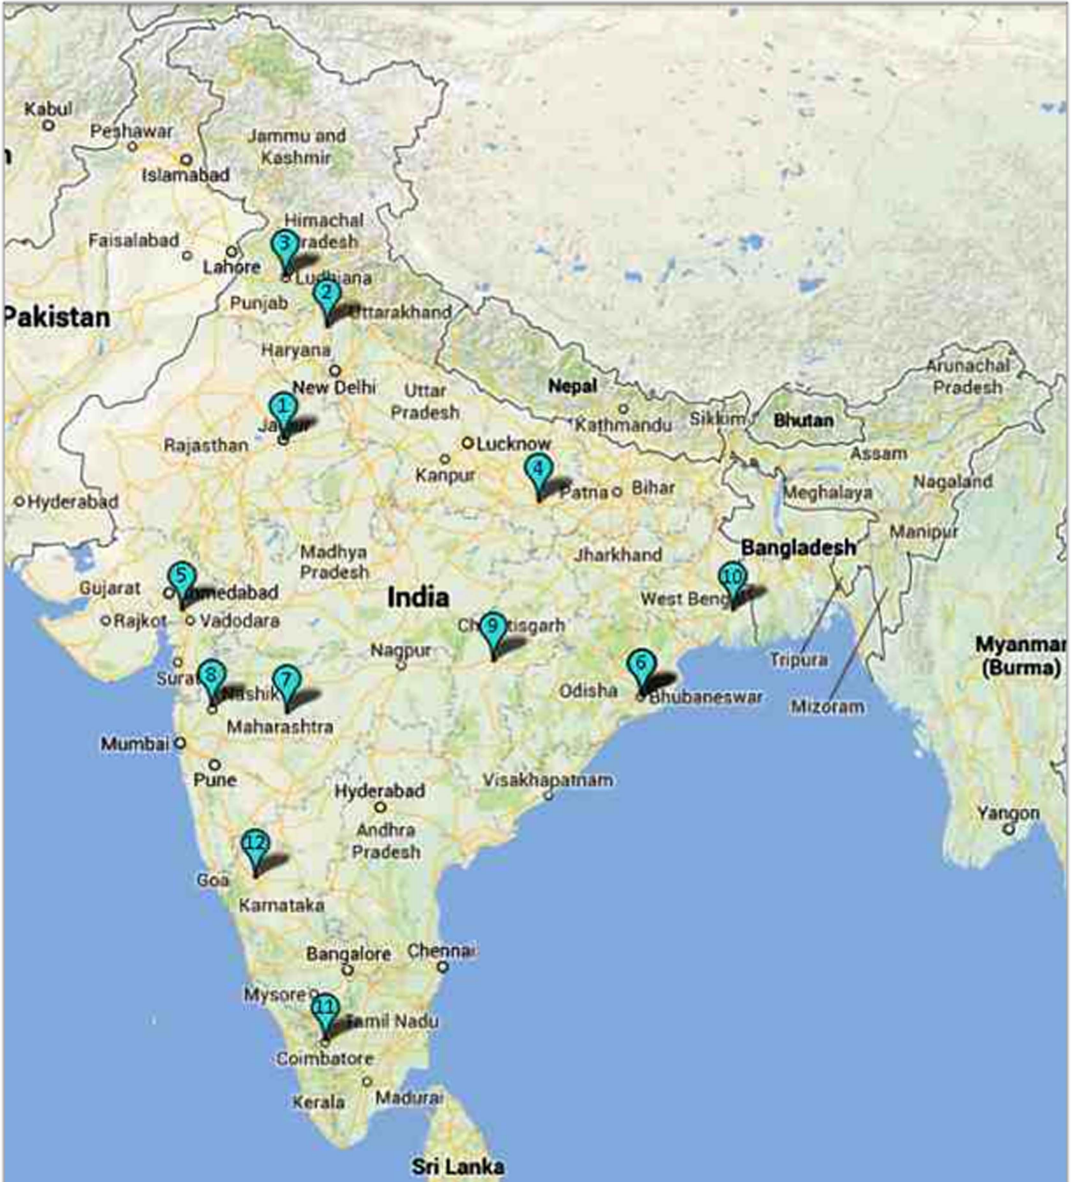 Kabul
Peshawar
Islamabad
Jammu and
Kashmir
Himachal
Pradesh
3
Faisalabad
Lahore
Ludhiana
Punjab
2
Uttarakhand
Pakistan
Haryana
New Delhi
Uttar
Pradesh
Nepal
Arunachal
Pradesh
1
Jaipur
Rajasthan
Kathmandu
Sikkim
Bhutan
Lucknow
Kanpur
4
Patna
Bihar
Assam
Meghalaya
Nagaland
Hyderabad
Manipur
Madhya
Pradesh
Jharkhand
Bangladesh
5
Gujarat
Ahmedabad
India
10
West Bengal
Rajkot
Vadodara
9
Chhattisgarh
Nagpur
Tripura
Myanmar
(Burma)
Surat
8
Nashik
7
6
Odisha
Bhubaneswar
Mizoram
Maharashtra
Mumbai
Pune
Visakhapatnam
Hyderabad
Yangon
Andhra
Pradesh
12
Goa
Karnataka
Bangalore
Chennai
Mysore
11
Tamil Nadu
Coimbatore
Kerala
Madurai
Sri Lanka